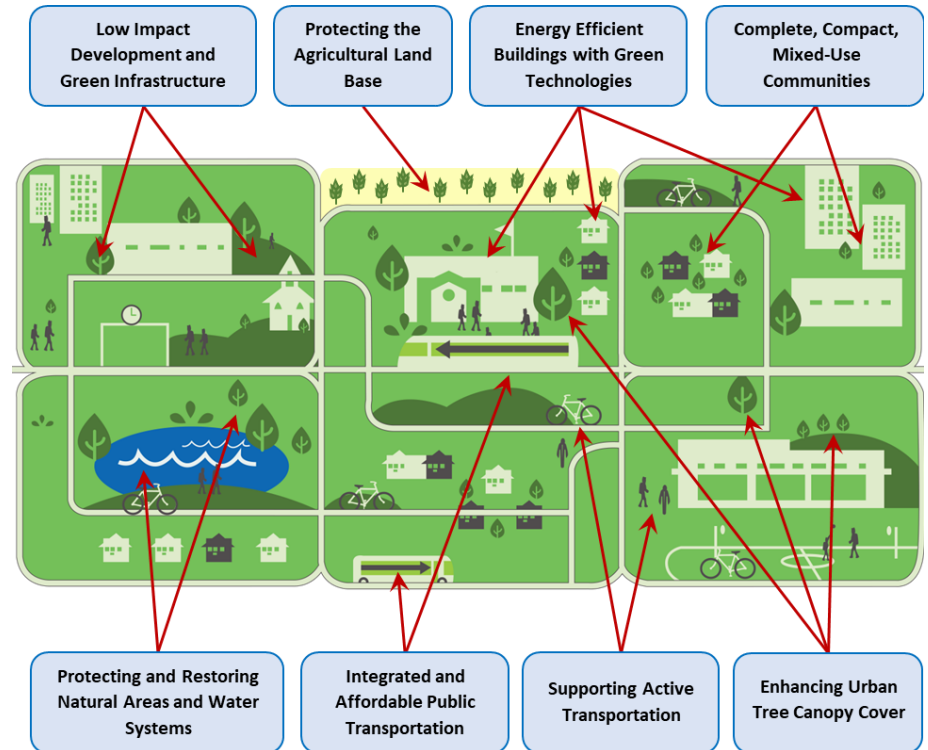 Low Impact
Development and
Green Infrastructure
Protecting the
Agricultural Land
Base
Energy Efficient
Buildings with Green
Technologies
Complete, Compact,
Mixed-Use
Communities
Protecting and Restoring
Natural Areas and Water
Systems
Integrated and
Affordable Public
Transportation
Supporting Active
Transportation
Enhancing Urban
Tree Canopy Cover